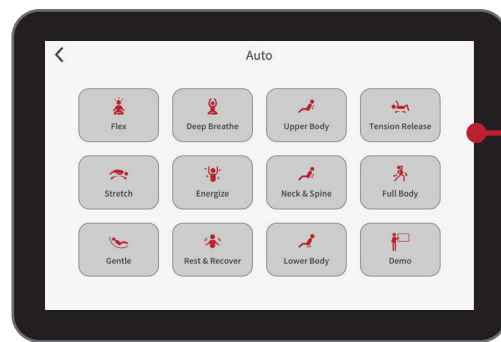 Auto
Flex
Deep Breathe
Upper Body
Tension Release
Stretch
Energize
Neck & Spine
Full Body
Gentle
Rest & Recover
Lower Body
Demo